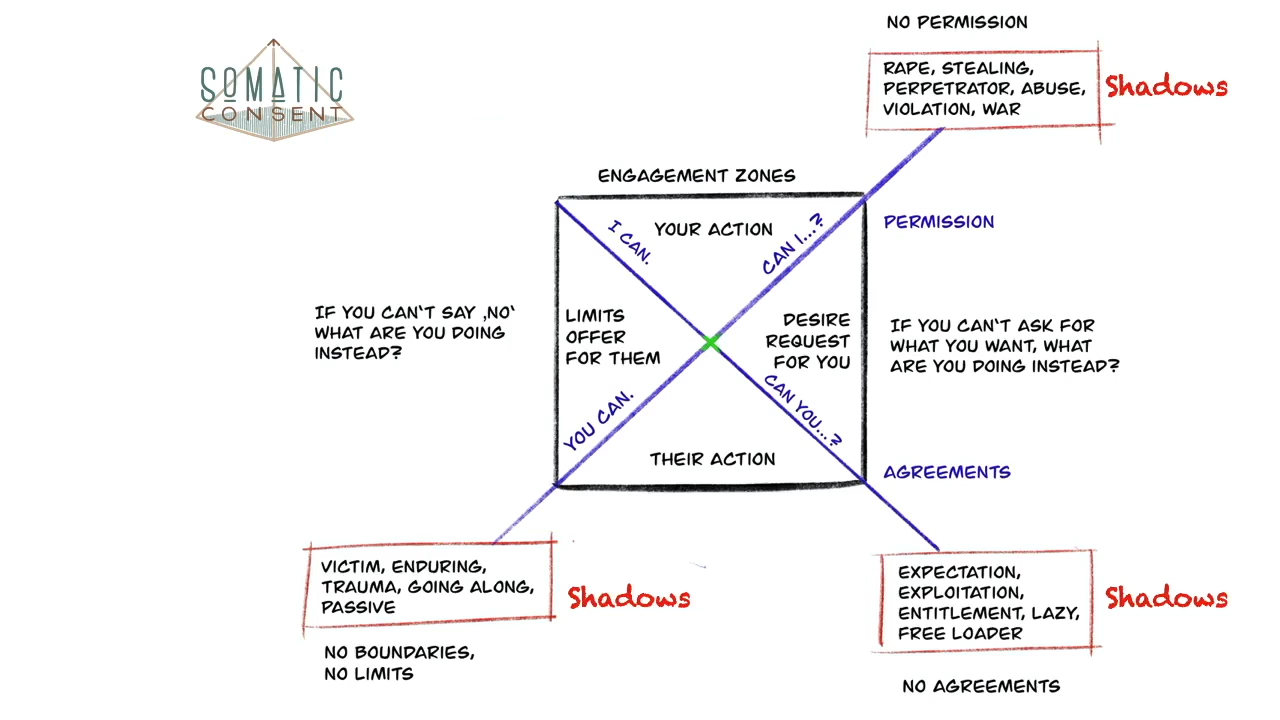 NO PERMISSION
RAPE, STEALING,
PERPETRATOR, ABUSE,
VIOLATION, WAR
Shadows
SOMATIC
CONSENT
ENGAGEMENT ZONES
YOUR ACTION
I CAN.
CAN I...?
PERMISSION
IF YOU CAN'T SAY ‚NO‘
WHAT ARE YOU DOING
INSTEAD?
LIMITS
OFFER
FOR THEM
DESIRE
REQUEST
FOR YOU
IF YOU CAN'T ASK FOR
WHAT YOU WANT, WHAT
ARE YOU DOING INSTEAD?
YOU CAN.
CAN YOU...?
THEIR ACTION
AGREEMENTS
VICTIM, ENDURING,
TRAUMA, GOING ALONG,
PASSIVE
Shadows
NO BOUNDARIES,
NO LIMITS
EXPECTATION,
EXPLOITATION,
ENTITLEMENT, LAZY,
FREE LOADER
Shadows
NO AGREEMENTS